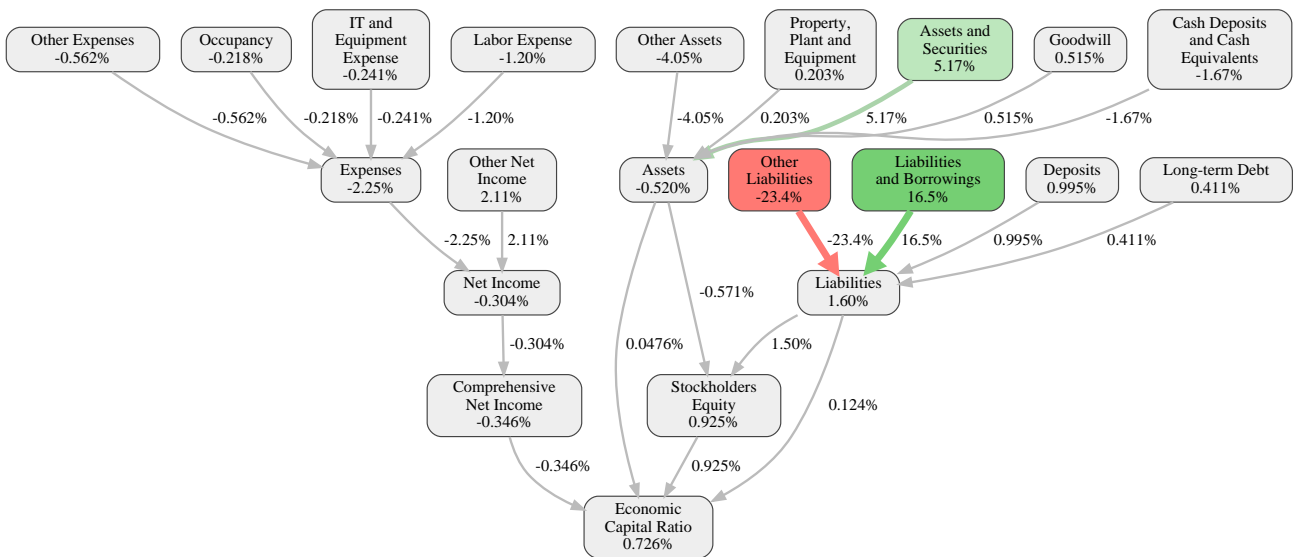 Other Expenses
-0.562%
Occupancy
-0.218%
IT and
Equipment
Expense
-0.241%
Labor Expense
-1.20%
Other Assets
-4.05%
Property,
Plant and
Equipment
0.203%
Assets and
Securities
5.17%
Goodwill
0.515%
Cash Deposits
and Cash
Equivalents
-1.67%
-0.562%
-0.218%
-0.241%
-1.20%
-4.05%
0.203%
5.17%
0.515%
-1.67%
Expenses
-2.25%
Other Net
Income
2.11%
Assets
-0.520%
Other
Liabilities
-23.4%
Liabilities
and Borrowings
16.5%
Deposits
0.995%
Long-term Debt
0.411%
-2.25%
2.11%
-23.4%
16.5%
0.995%
0.411%
Net Income
-0.304%
-0.571%
Liabilities
1.60%
-0.304%
0.0476%
1.50%
Comprehensive
Net Income
-0.346%
Stockholders
Equity
0.925%
0.124%
-0.346%
0.925%
Economic
Capital Ratio
0.726%